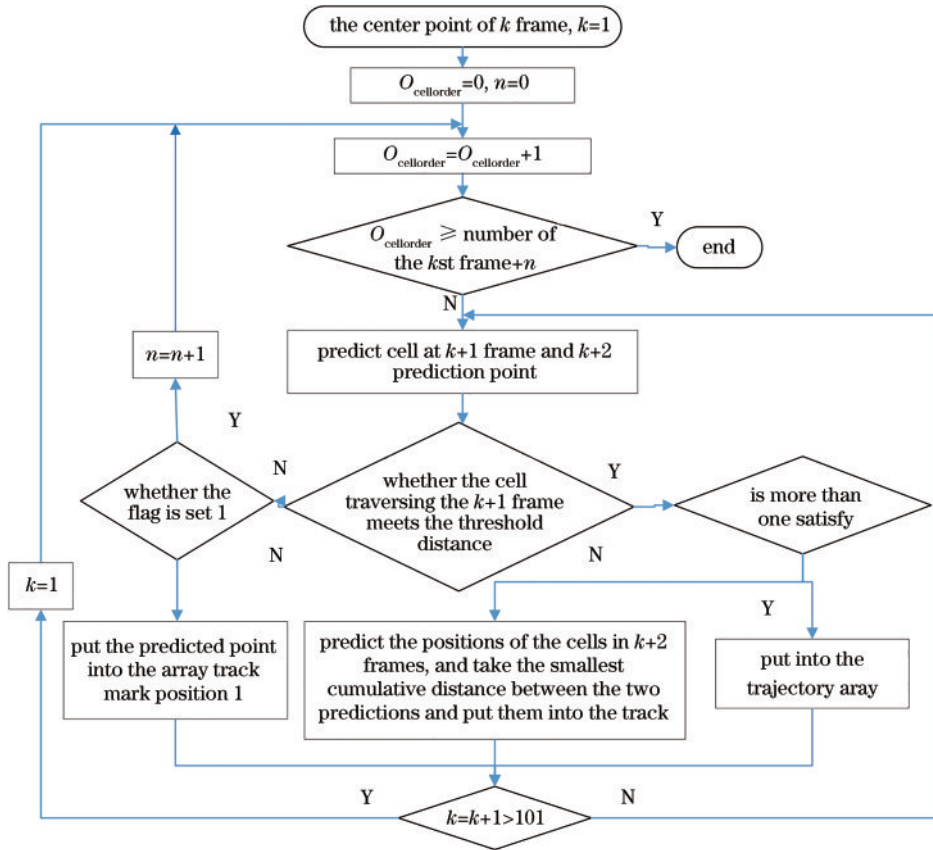 the center point of k frame, k=1
O_cellorder=0, n=0
O_cellorder=O_cellorder+1
O_cellorder ⩾ number of
the kst frame+n
Y
end
N
n=n+1
predict cell at k+1 frame and k+2
prediction point
Y
whether the
flag is set 1
N
N
whether the cell
traversing the k+1 frame
meets the threshold
distance
Y
N
is more than
one satisfy
k=1
put the predicted point
into the array track
mark position 1
predict the positions of the cells in k+2
frames, and take the smallest
cumulative distance between the two
predictions and put them into the track
Y
put into the
trajectory aray
Y
k=k+1>101
N